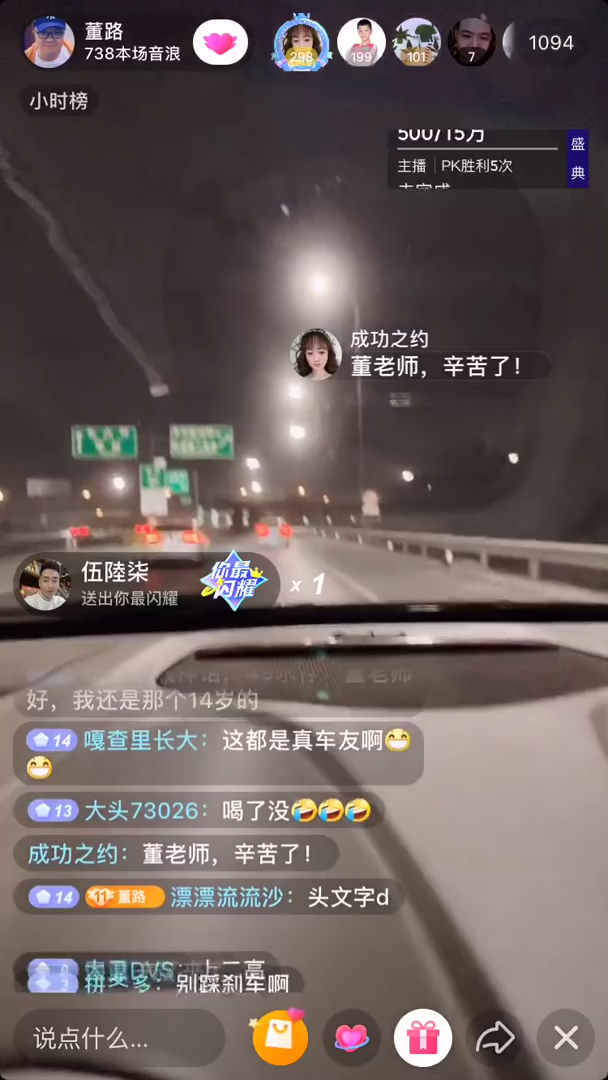 董路
738本场音浪
298
199
101
7
1094
小时榜
500/15万
主播 | PK胜利5次
盛典
成功之约
董老师，辛苦了！
伍陸柒
送出你最闪耀
你最闪耀
x 1
好，我还是那个14岁的
14 嘎查里长大：这都是真车友啊😁
😁
13 大头73026：喝了没🤣🤣🤣
成功之约：董老师，辛苦了！
14 11 董路 漂漂流流沙：头文字d
上二高
别踩刹车啊
说点什么...